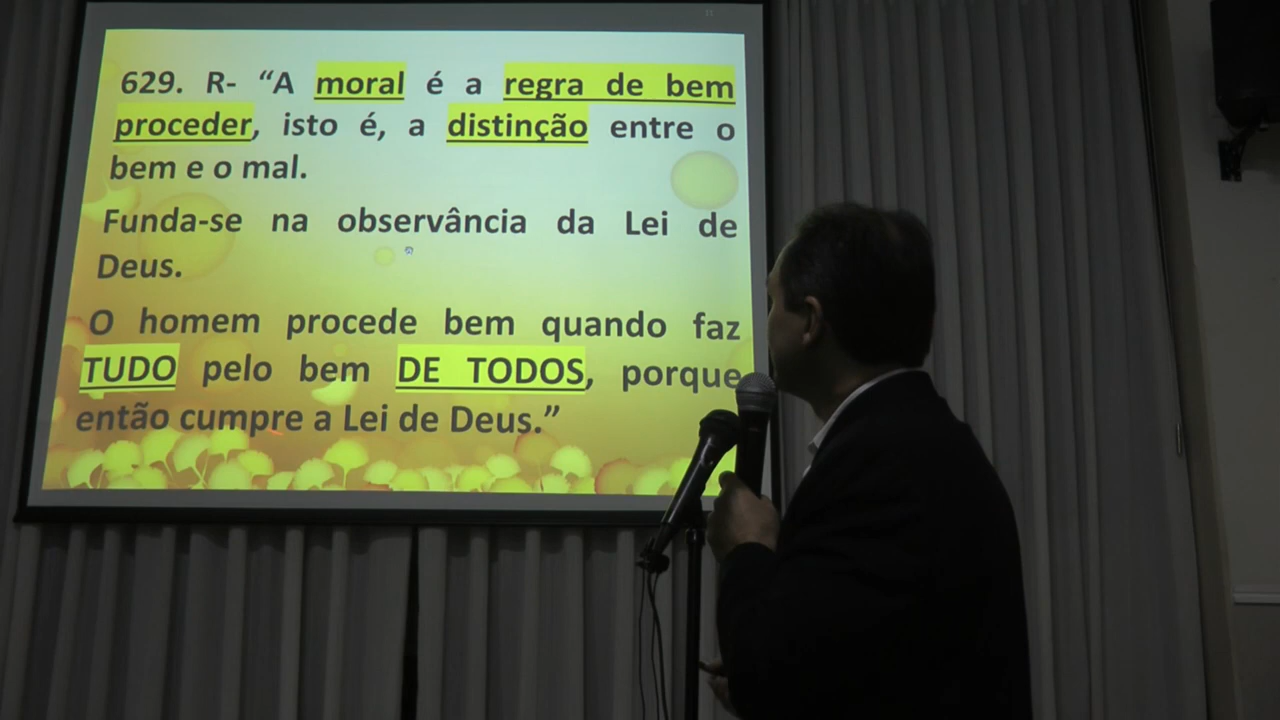 629. R- “A moral é a regra de bem
proceder, isto é, a distinção entre o
bem e o mal.
Funda-se na observância da Lei de
Deus.
O homem procede bem quando faz
TUDO pelo bem DE TODOS, porque
então cumpre a Lei de Deus.”